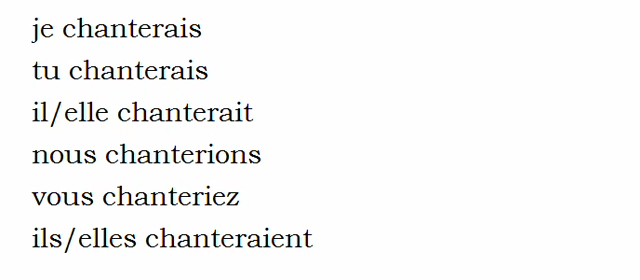 je chanterais
tu chanterais
il/elle chanterait
nous chanterions
vous chanteriez
ils/elles chanteraient